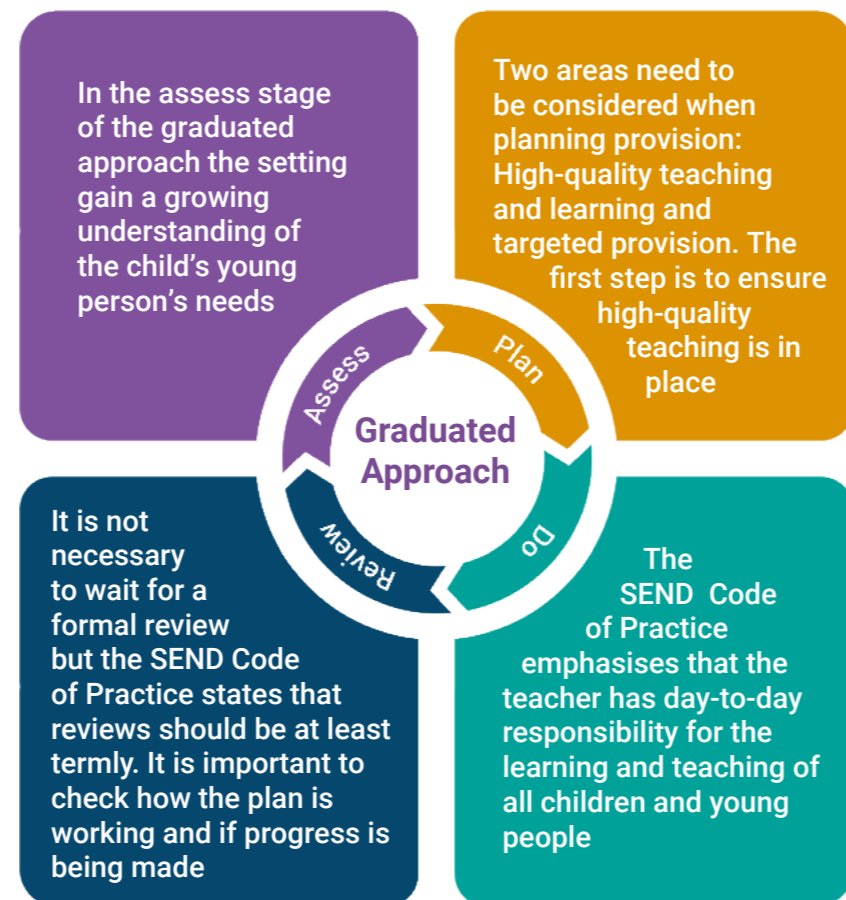 In the assess stage
of the graduated
approach the setting
gain a growing
understanding of
the child's young
person's needs
Two areas need to
be considered when
planning provision:
High-quality teaching
and learning and
targeted provision. The
first step is to ensure
high-quality
teaching is in
place
Assess
Plan
Graduated
Approach
Review
Do
It is not
necessary
to wait for a
formal review
but the SEND Code
of Practice states that
reviews should be at least
termly. It is important to
check how the plan is
working and if progress is
being made
The
SEND Code
of Practice
emphasises that the
teacher has day-to-day
responsibility for the
learning and teaching of
all children and young
people